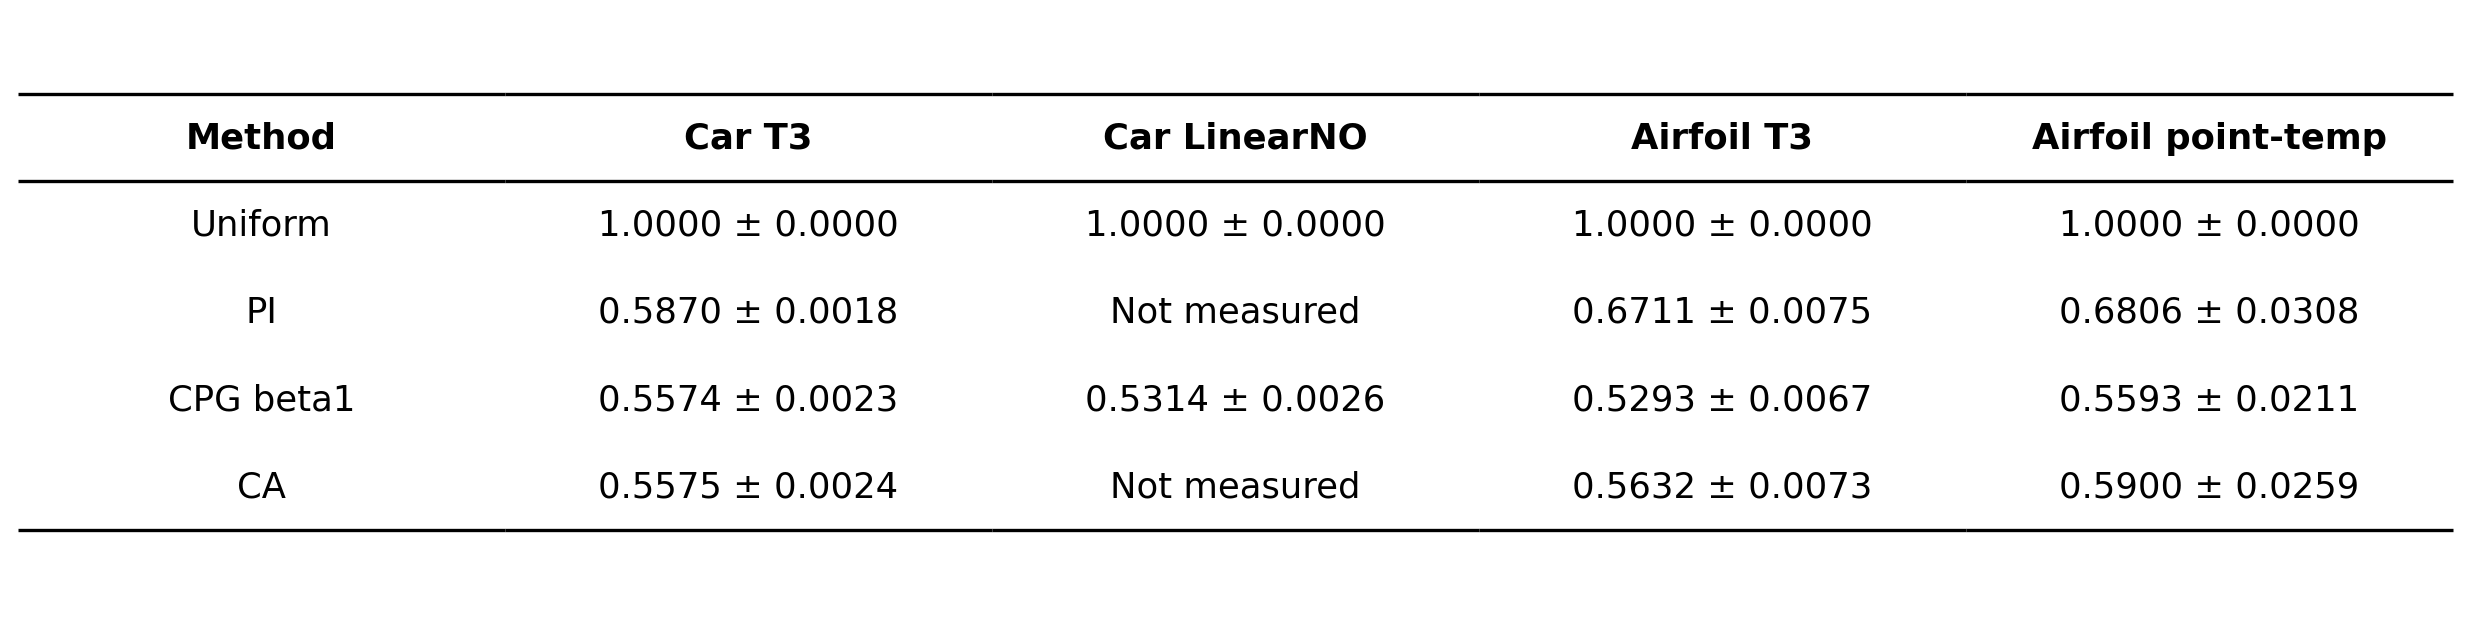 Method Car T3 Car LinearNO Airfoil T3 Airfoil point-temp
Uniform 1.0000 ± 0.0000 1.0000 ± 0.0000 1.0000 ± 0.0000 1.0000 ± 0.0000
PI 0.5870 ± 0.0018 Not measured 0.6711 ± 0.0075 0.6806 ± 0.0308
CPG beta1 0.5574 ± 0.0023 0.5314 ± 0.0026 0.5293 ± 0.0067 0.5593 ± 0.0211
CA 0.5575 ± 0.0024 Not measured 0.5632 ± 0.0073 0.5900 ± 0.0259